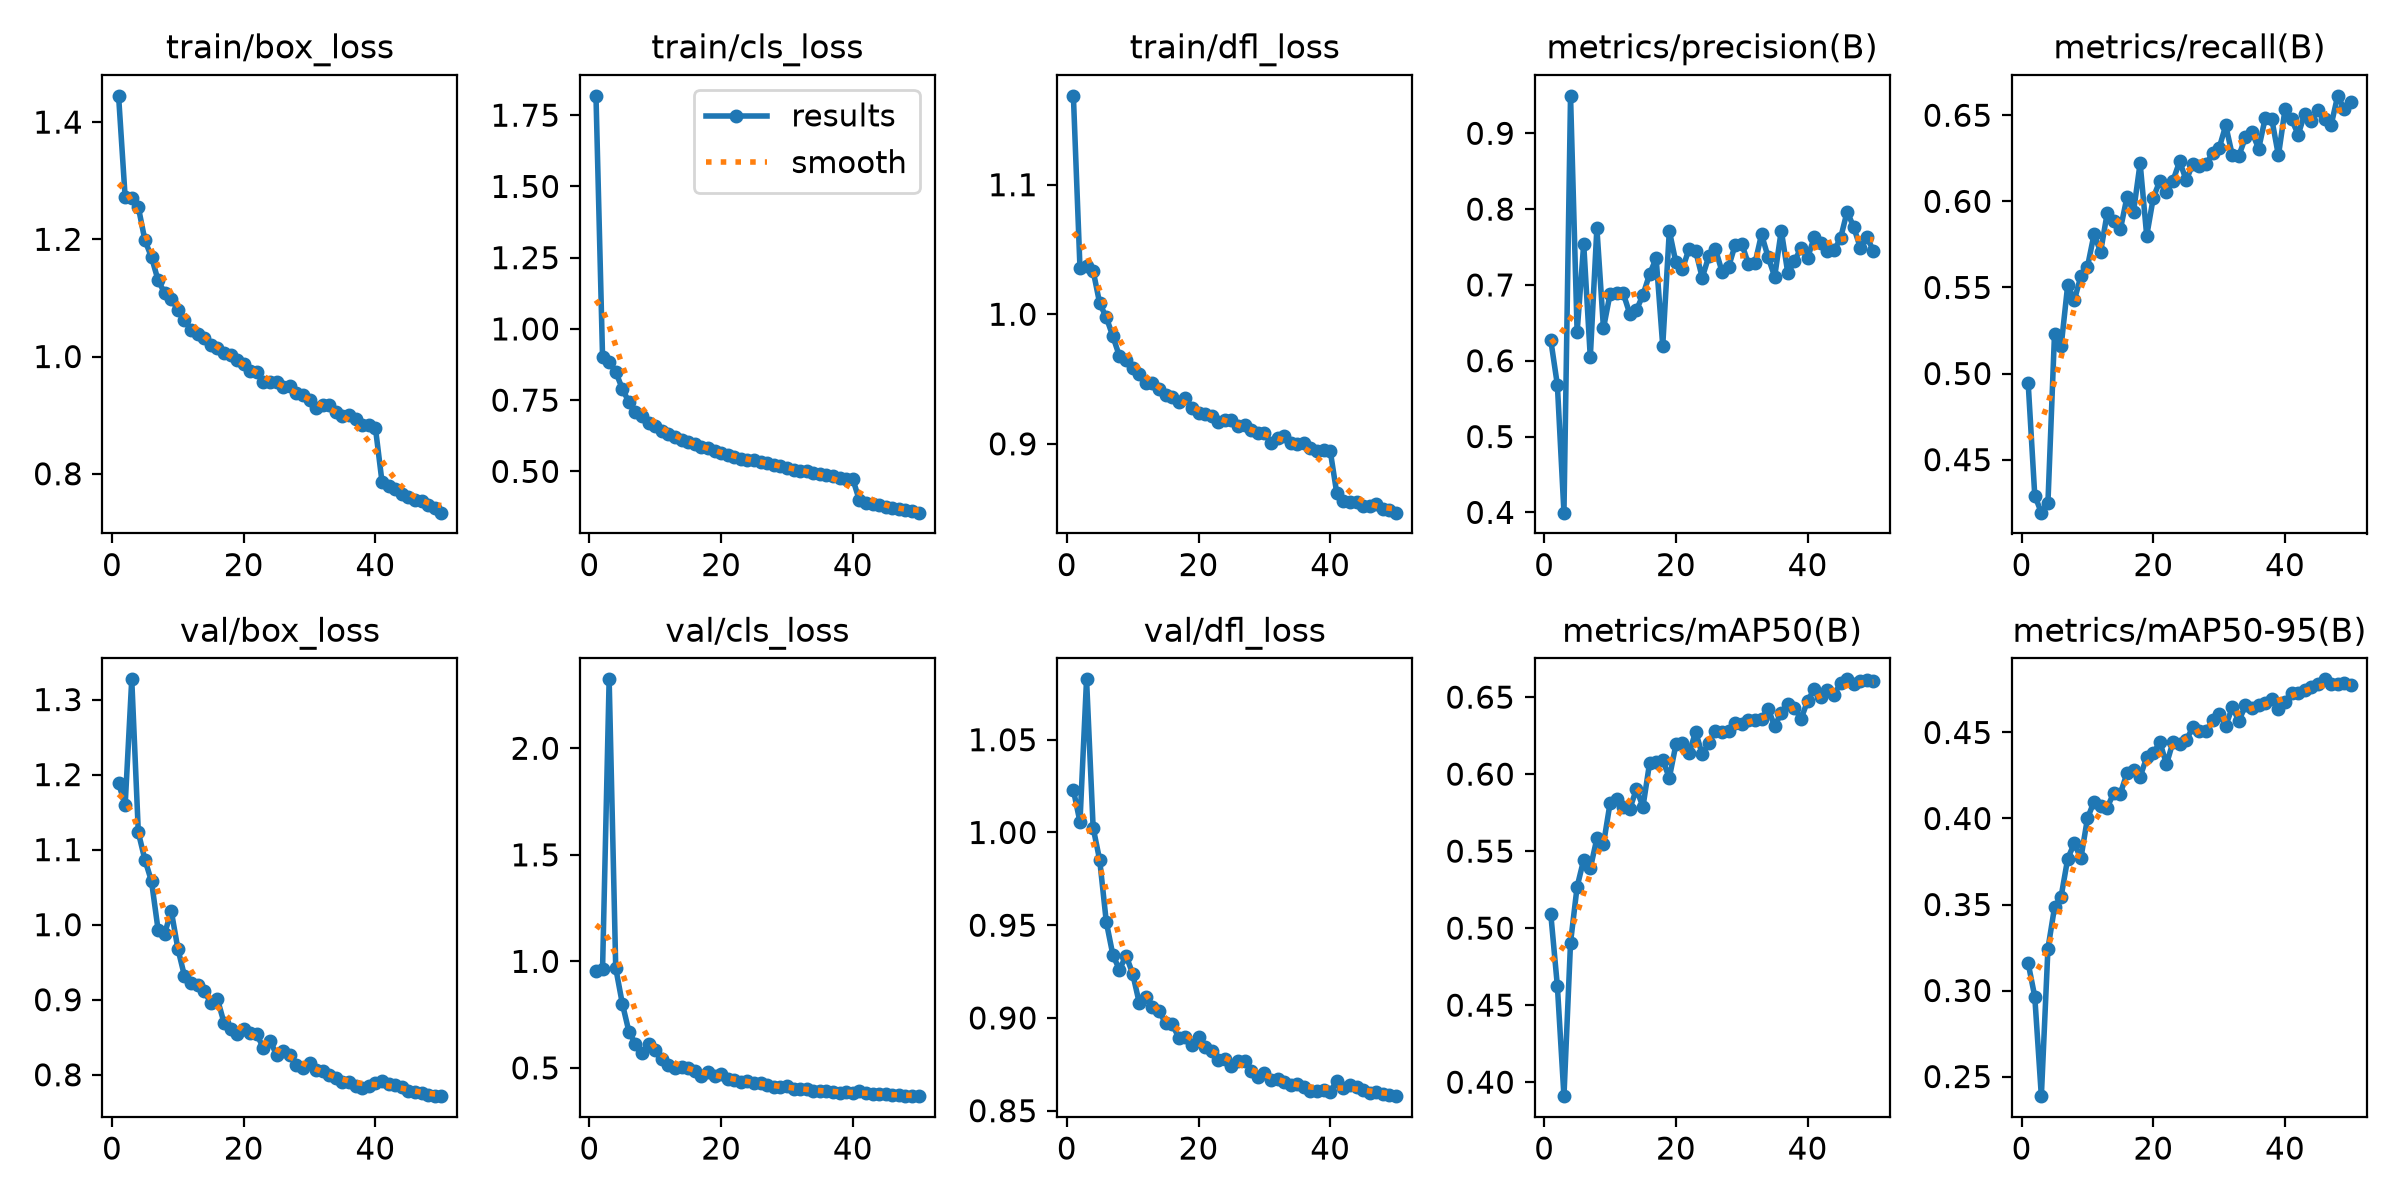 train/box_loss
train/cls_loss
train/dfl_loss
metrics/precision(B)
metrics/recall(B)
1.4
1.2
1.0
0.8
0 20 40
1.75
1.50
1.25
1.00
0.75
0.50
results
smooth
0 20 40
1.1
1.0
0.9
0 20 40
0.9
0.8
0.7
0.6
0.5
0.4
0 20 40
0.65
0.60
0.55
0.50
0.45
0 20 40
val/box_loss
val/cls_loss
val/dfl_loss
metrics/mAP50(B)
metrics/mAP50-95(B)
1.3
1.2
1.1
1.0
0.9
0.8
0 20 40
2.0
1.5
1.0
0.5
0 20 40
1.05
1.00
0.95
0.90
0.85
0 20 40
0.65
0.60
0.55
0.50
0.45
0.40
0 20 40
0.45
0.40
0.35
0.30
0.25
0 20 40